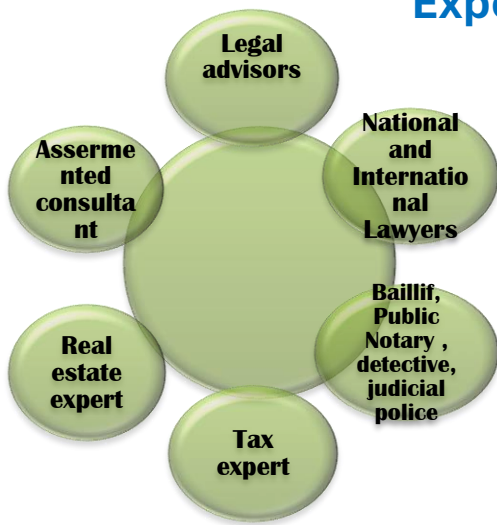 Expe
Legal
advisors
National
and
Internatio
nal
Lawyers
Baillif,
Public
Notary ,
detective,
judicial
police
Tax
expert
Real
estate
expert
Asserme
nted
consulta
nt